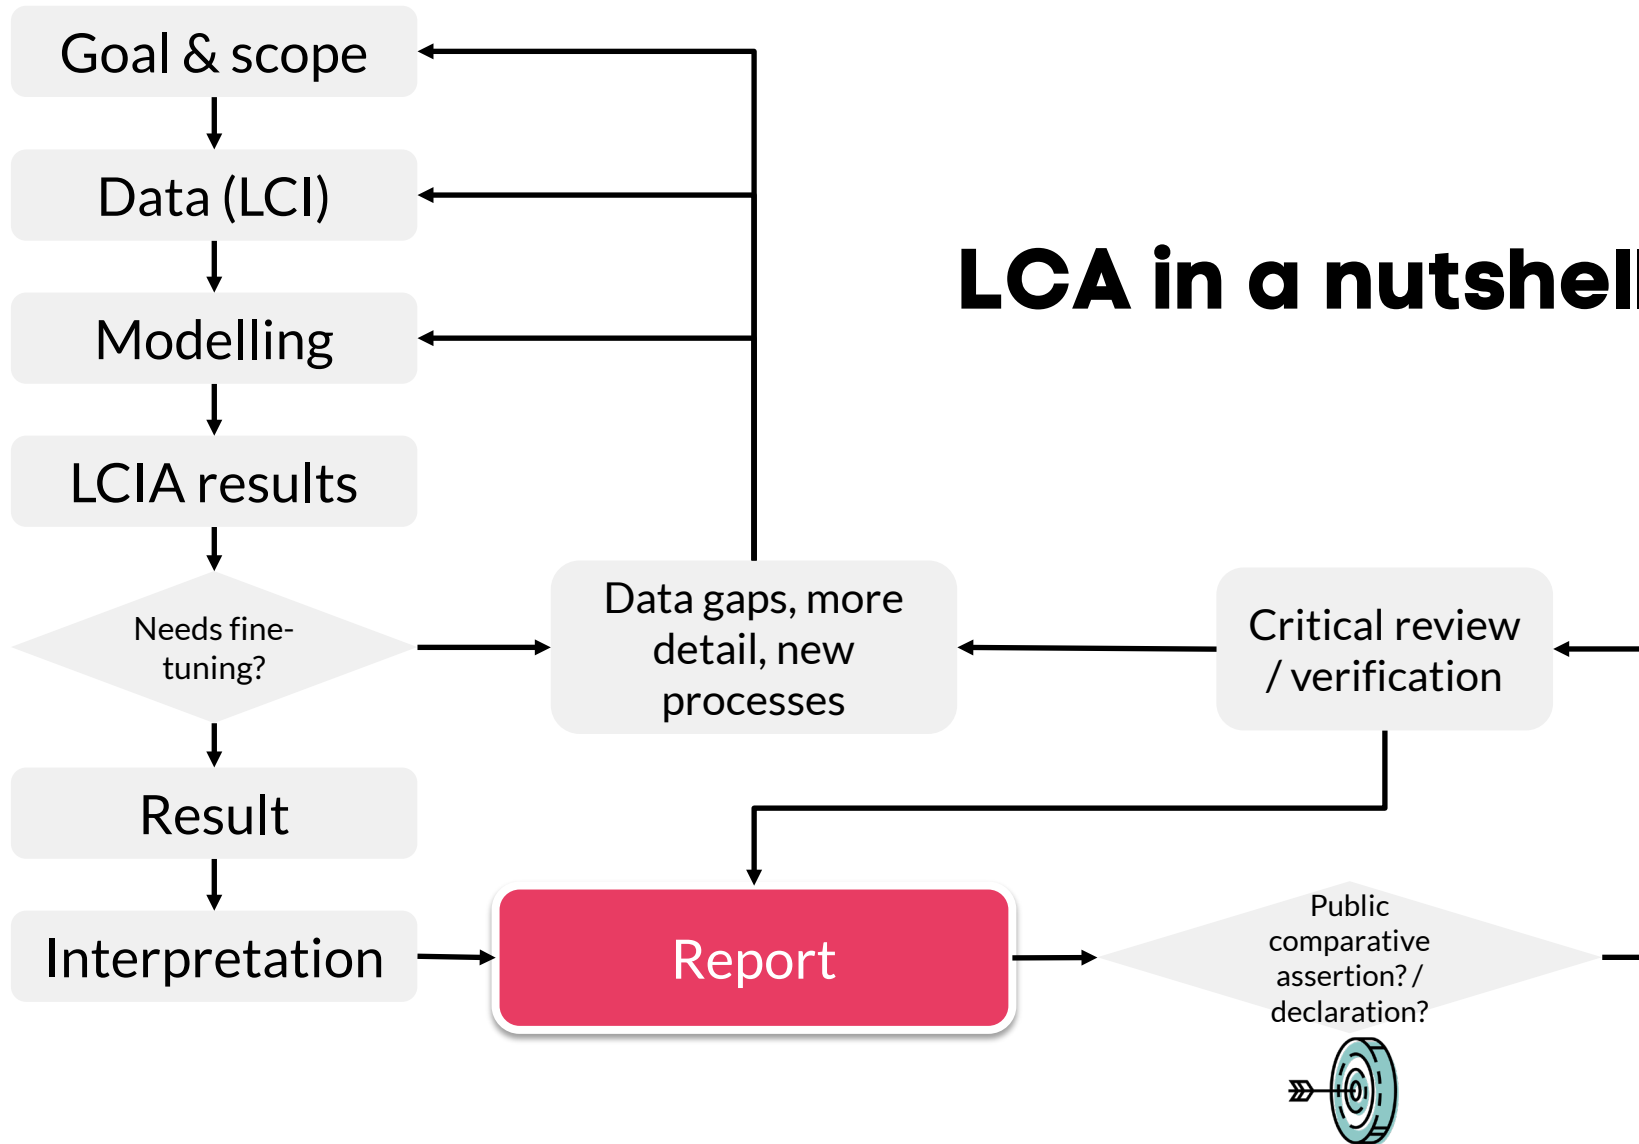 Goal & scope
Data (LCI)
LCA in a nutshell
Modelling
LCIA results
Needs fine-
tuning?
Data gaps, more
detail, new
processes
Critical review
/ verification
Result
Interpretation
Report
Public
comparative
assertion? /
declaration?